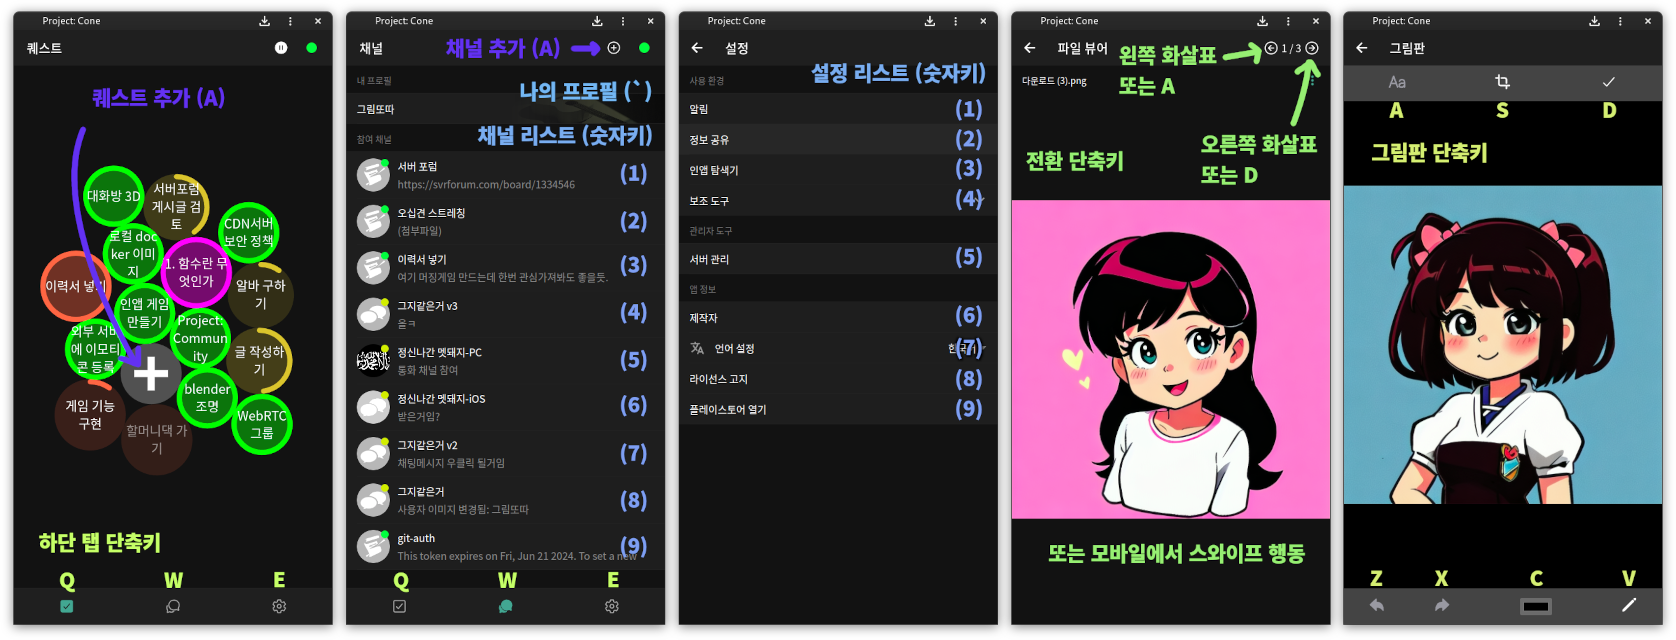 Project: Cone
퀘스트
퀘스트 추가 (A)
대화방 3D
서버포럼
게시글 검
토
CDN서버
보안 정책
로컬 doc
ker 이미
지
1. 함수란 무
엇인가
이력서 넣기
알바 구하
기
인앱 게임
만들기
Project:
Commun
ity
외부 서버
에 이모티
콘 등록
글 작성하
기
blender
조명
게임 기능
구현
할머니댁 가
기
WebRTC
그룹
하단 탭 단축키
Q W E
Project: Cone
채널
채널 추가 (A)
내 프로필
나의 프로필 (`)
그림또따
참여 채널
채널 리스트 (숫자키)
서버 포럼
https://svrforum.com/board/1334546
(1)
오십견 스트레칭
(첨부파일)
(2)
이력서 넣기
여기 머징게임 만드는데 한번 관심가져봐도 좋을듯.
(3)
그지같은거 v3
올ㅋ
(4)
정신나간 멧돼지-PC
통화 채널 참여
(5)
정신나간 멧돼지-iOS
받은거임?
(6)
그지같은거 v2
채팅메시지 우클릭 될거임
(7)
그지같은거
사용자 이미지 변경됨: 그림또따
(8)
git-auth
This token expires on Fri, Jun 21 2024. To set a new
(9)
Q W E
Project: Cone
설정
설정 리스트 (숫자키)
사용 환경
알림 (1)
정보 공유 (2)
인앱 탐색기 (3)
보조 도구 (4)
관리자 도구
서버 관리 (5)
앱 정보
제작자 (6)
언어 설정 한국어 (7)
라이선스 고지 (8)
플레이스토어 열기 (9)
Project: Cone
파일 뷰어
1 / 3
왼쪽 화살표
또는 A
다운로드 (3).png
오른쪽 화살표
또는 D
전환 단축키
또는 모바일에서 스와이프 행동
Project: Cone
그림판
Aa
A S D
그림판 단축키
Z X C V